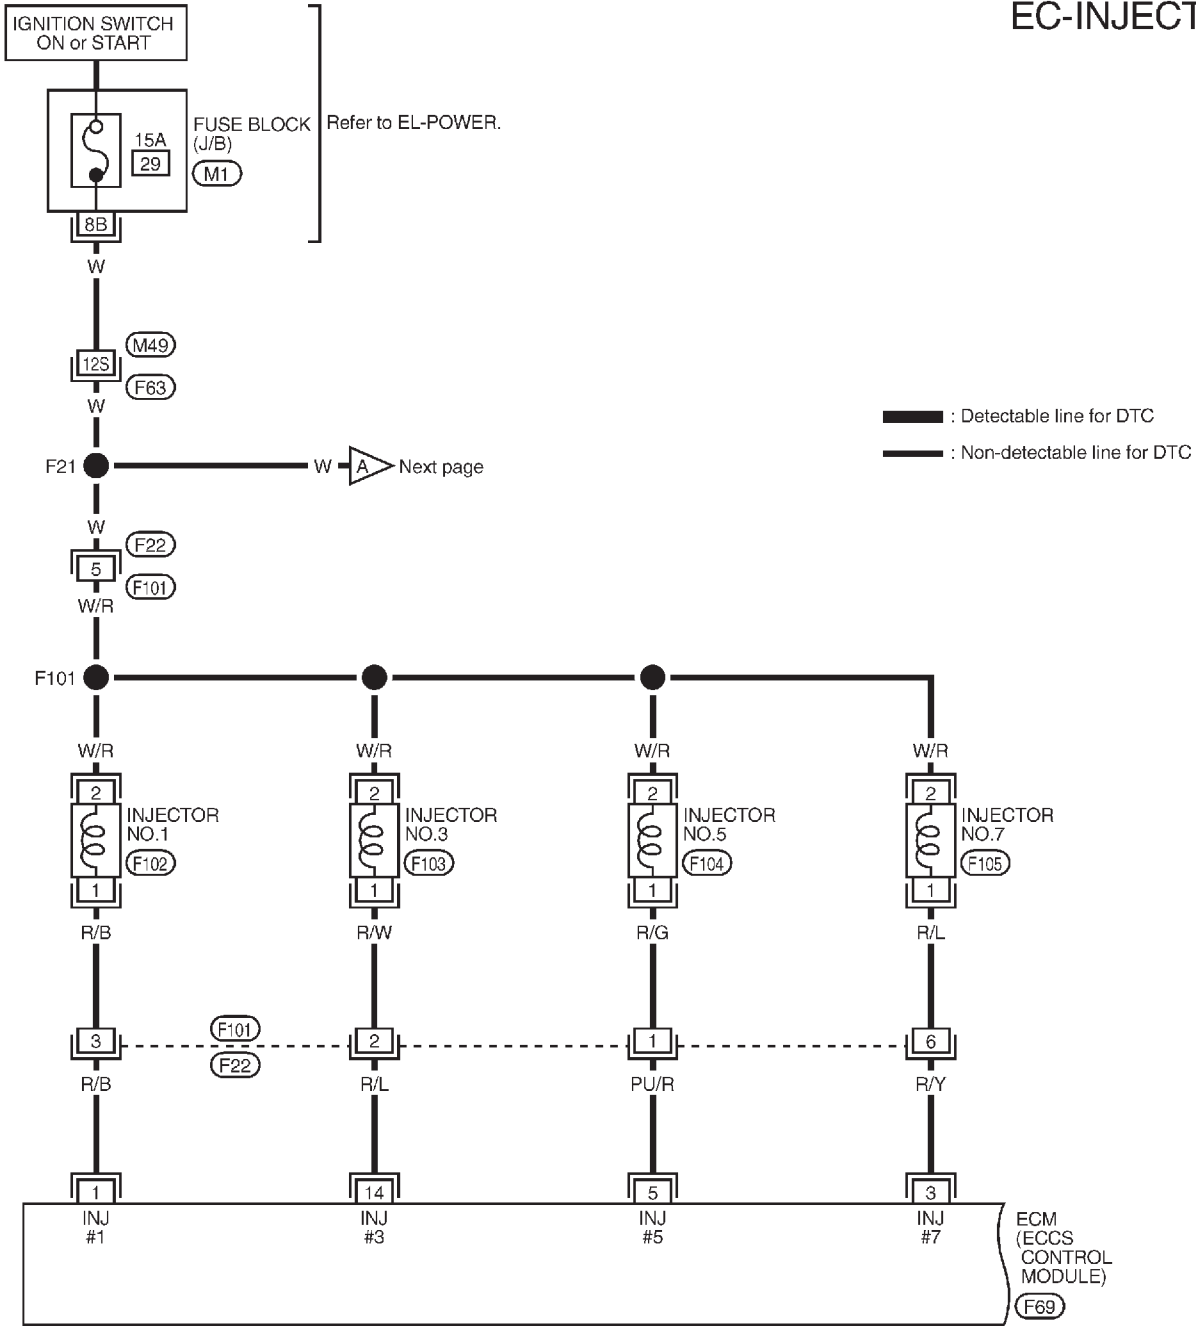 EC-INJECT
IGNITION SWITCH
ON or START
FUSE BLOCK
(J/B)
M1
15A
29
Refer to EL-POWER.
8B
W
M49
12S
F63
W
: Detectable line for DTC
: Non-detectable line for DTC
F21
W
A
Next page
W
F22
5
F101
W/R
F101
W/R W/R W/R W/R
2 2 2 2
INJECTOR
NO.1
F102
INJECTOR
NO.3
F103
INJECTOR
NO.5
F104
INJECTOR
NO.7
F105
1 1 1 1
R/B R/W R/G R/L
F101
3 2 1 6
F22
R/B R/L PU/R R/Y
1 14 5 3
INJ
#1
INJ
#3
INJ
#5
INJ
#7
ECM
(ECCS
CONTROL
MODULE)
F69